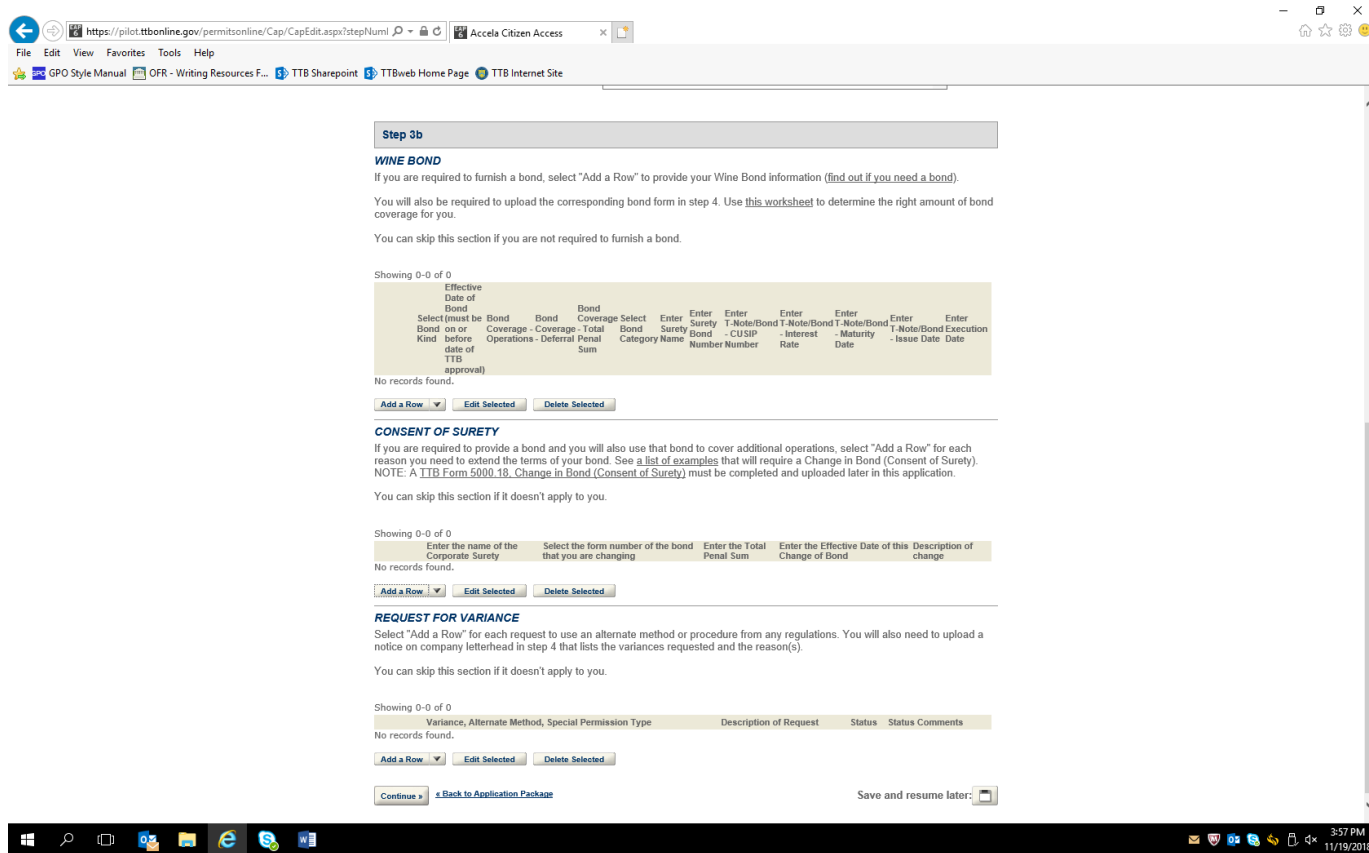 https://pilot.ttbonline.gov/permitsonline/Cap/CapEdit.aspx?stepNuml
Accela Citizen Access
File Edit View Favorites Tools Help
GPO Style Manual OFR - Writing Resources F... TTB Sharepoint TTBweb Home Page TTB Internet Site
Step 3b
WINE BOND
If you are required to furnish a bond, select "Add a Row" to provide your Wine Bond information (find out if you need a bond).
You will also be required to upload the corresponding bond form in step 4. Use this worksheet to determine the right amount of bond
coverage for you.
You can skip this section if you are not required to furnish a bond.
Showing 0-0 of 0
Select
Bond
Kind
Effective
Date of
Bond
(must be
on or
before
date of
TTB
approval)
Bond
Coverage -
Operations
Bond
Coverage
- Deferral
Bond
Coverage
- Total
Penal
Sum
Select
Bond
Category
Enter
Surety
Name
Enter
Surety
Bond
Number
Enter
T-Note/Bond
- CUSIP
Number
Enter
T-Note/Bond
- Interest
Rate
Enter
T-Note/Bond
- Maturity
Date
Enter
T-Note/Bond
- Issue Date
Enter
Execution
Date
No records found.
Add a Row Edit Selected Delete Selected
CONSENT OF SURETY
If you are required to provide a bond and you will also use that bond to cover additional operations, select "Add a Row" for each
reason you need to extend the terms of your bond. See a list of examples that will require a Change in Bond (Consent of Surety).
NOTE: A TTB Form 5000.18, Change in Bond (Consent of Surety) must be completed and uploaded later in this application.
You can skip this section if it doesn't apply to you.
Showing 0-0 of 0
Enter the name of the
Corporate Surety
Select the form number of the bond
that you are changing
Enter the Total
Penal Sum
Enter the Effective Date of this
Change of Bond
Description of
change
No records found.
Add a Row Edit Selected Delete Selected
REQUEST FOR VARIANCE
Select "Add a Row" for each request to use an alternate method or procedure from any regulations. You will also need to upload a
notice on company letterhead in step 4 that lists the variances requested and the reason(s).
You can skip this section if it doesn't apply to you.
Showing 0-0 of 0
Variance, Alternate Method, Special Permission Type Description of Request Status Status Comments
No records found.
Add a Row Edit Selected Delete Selected
Continue » « Back to Application Package Save and resume later:
3:57 PM